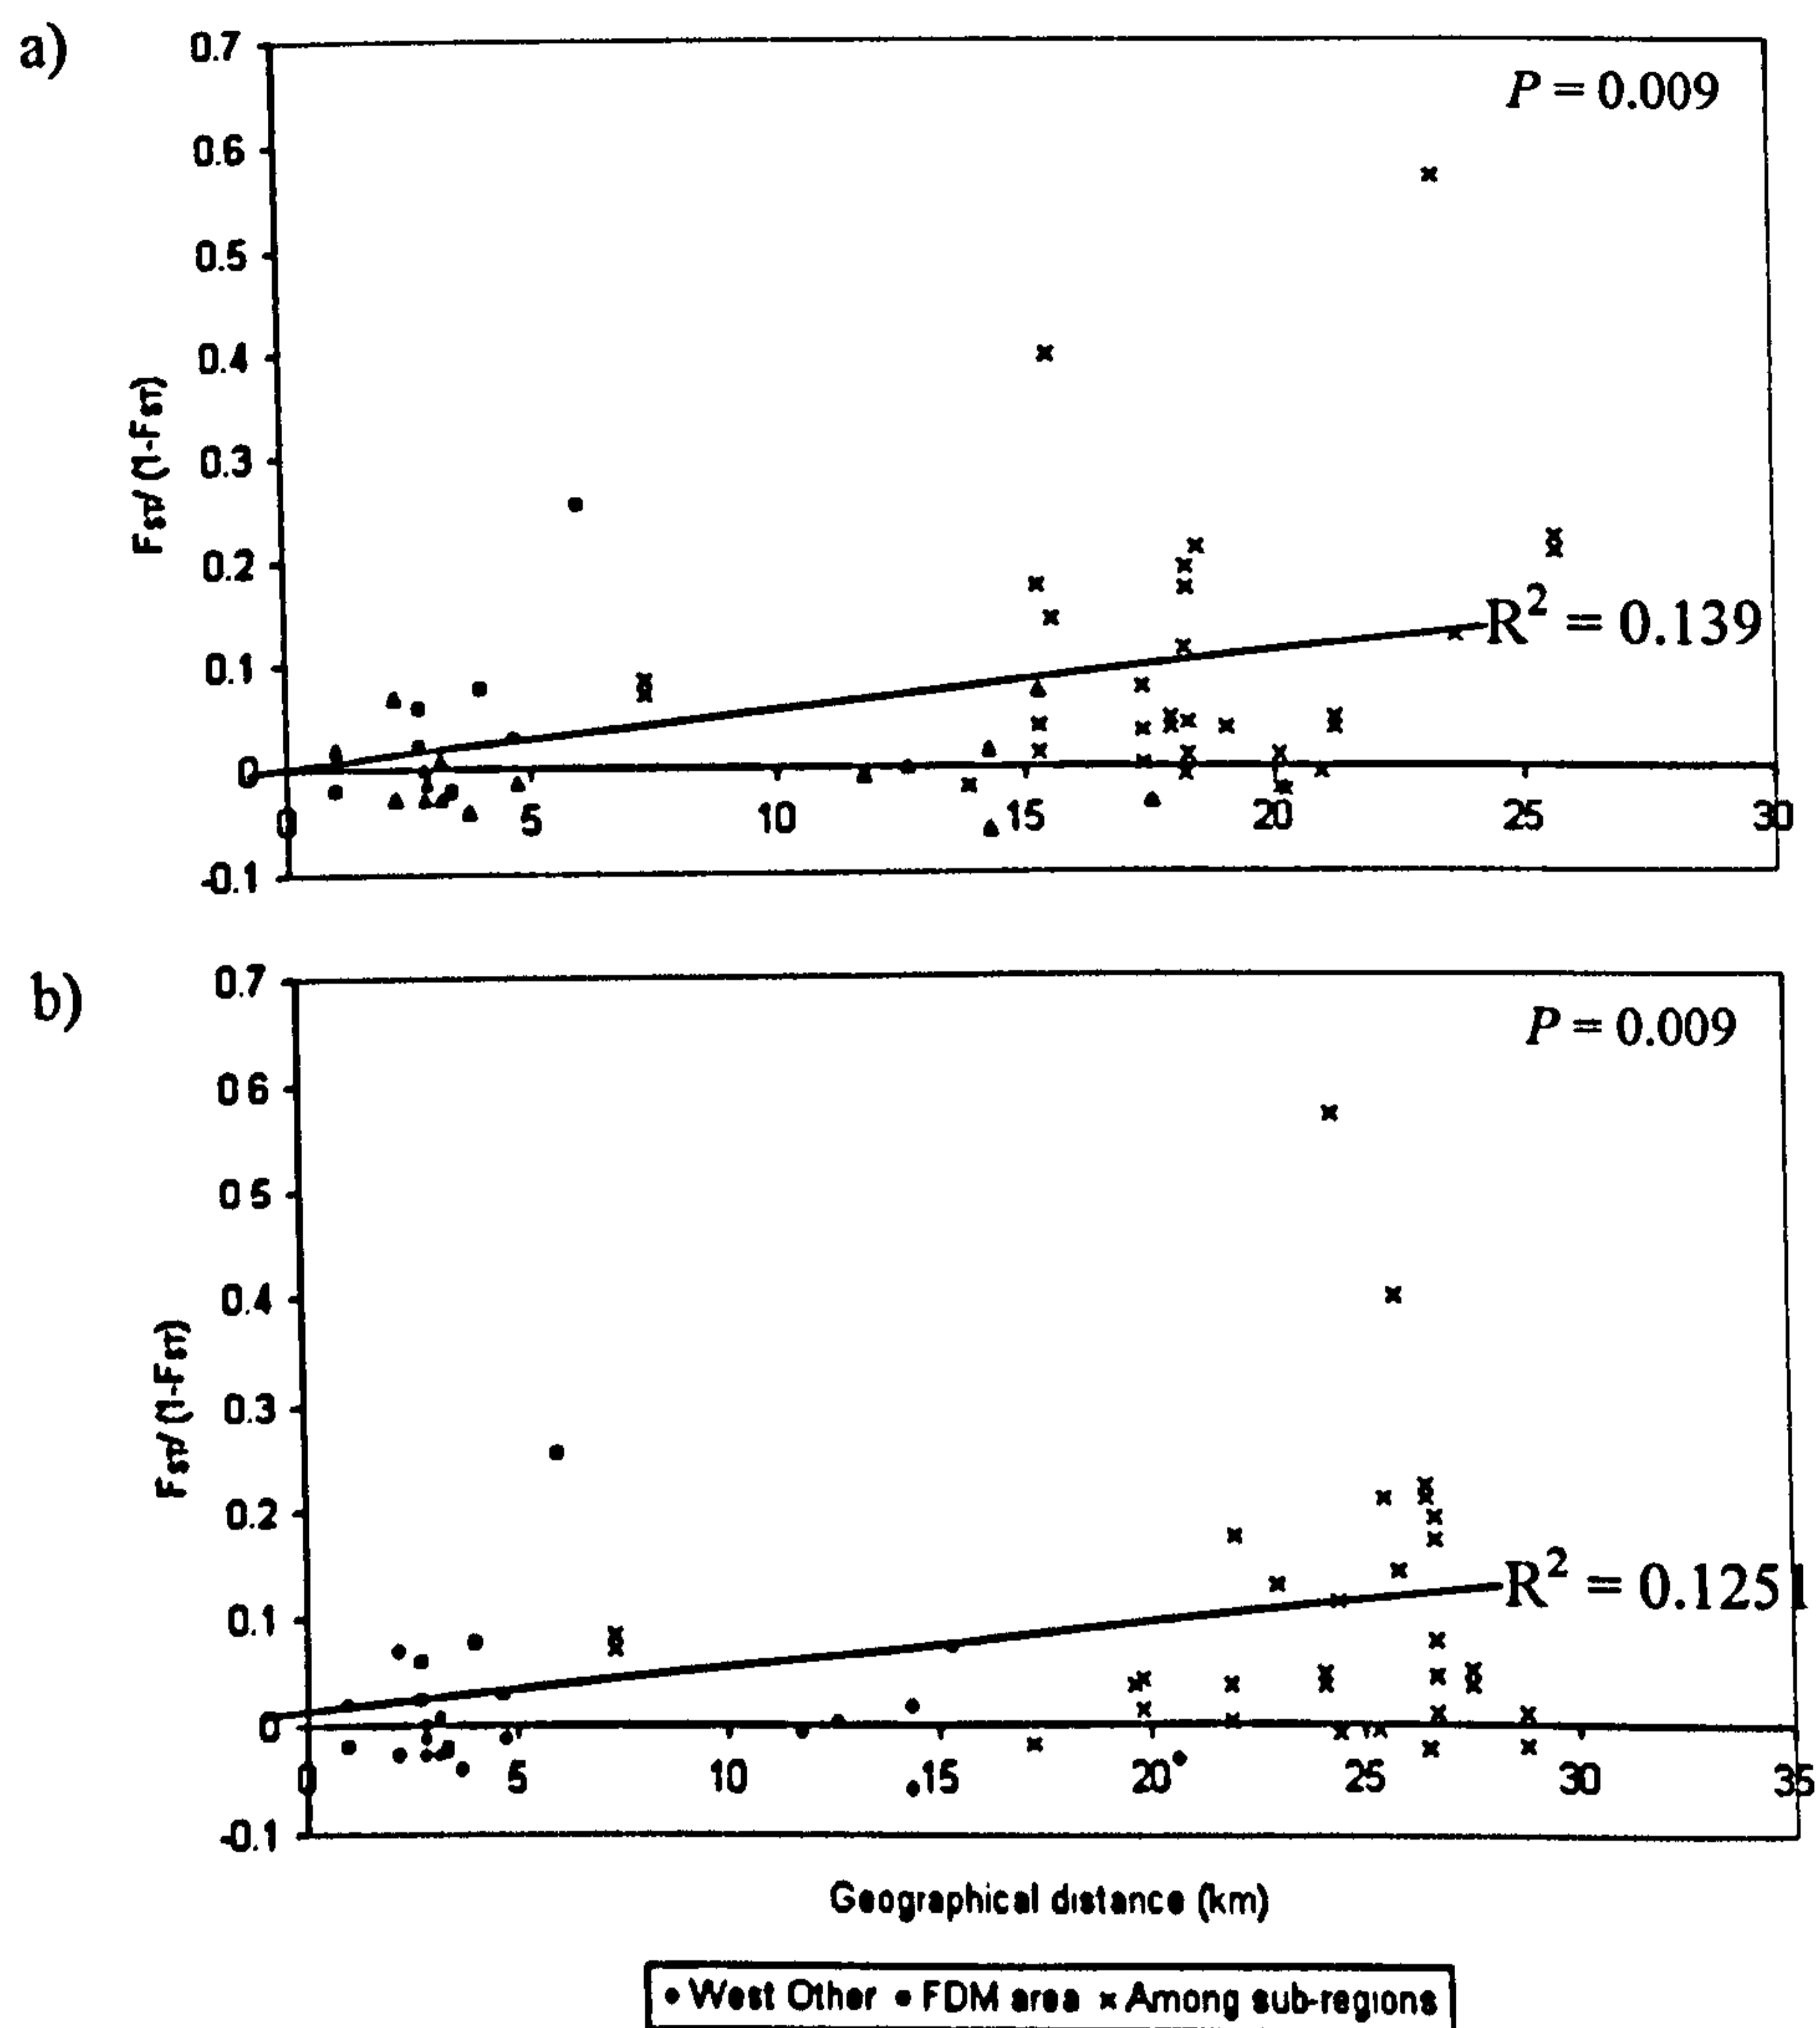 a)
P = 0.009
0.7
0.6
0.5
0.4
0.3
0.2
0.1
0
-0.1
FST/(1-FST)
R² = 0.139
0 5 10 15 20 25 30
b)
P = 0.009
0.7
0 6
0 5
0.4
0.3
0.2
0.1
0
-0.1
FST/(1-FST)
R² = 0.1251
0 5 10 15 20 25 30 35
Geographical distance (km)
West Other FDM area Among sub-regions